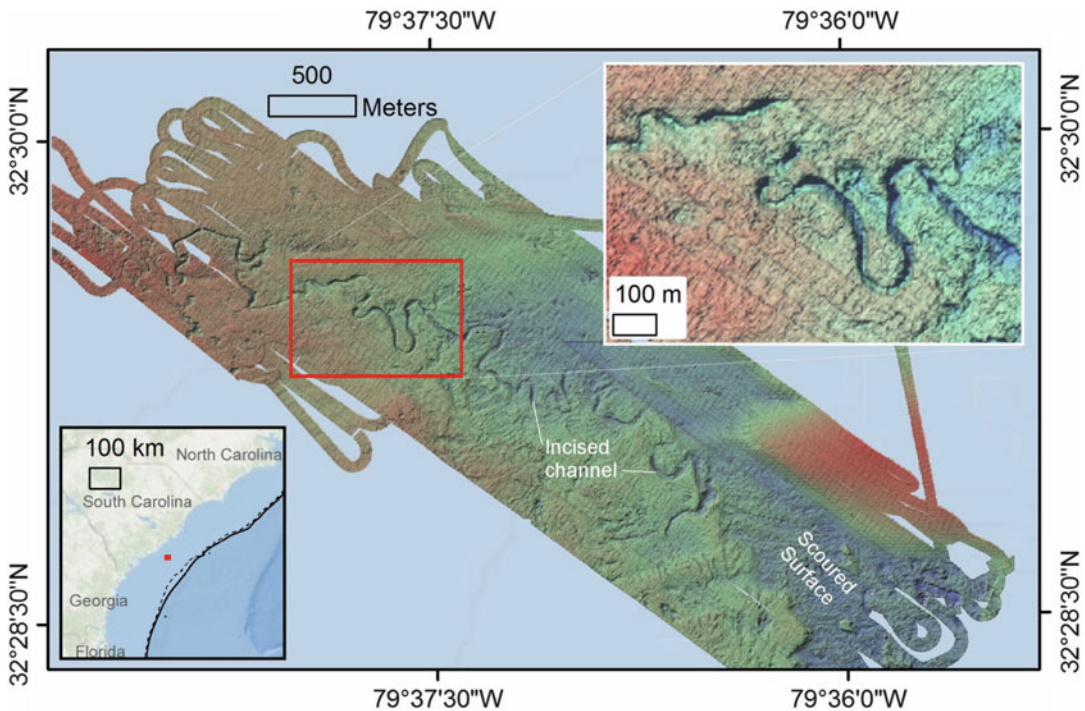 79°37'30"W
79°36'0"W
500
Meters
32°30'0"N
32°30'0"N
100 m
Incised
channel
100 km
North Carolina
South Carolina
Georgia
Florida
Scoured
Surface
32°28'30"N
32°28'30"N
79°37'30"W
79°36'0"W